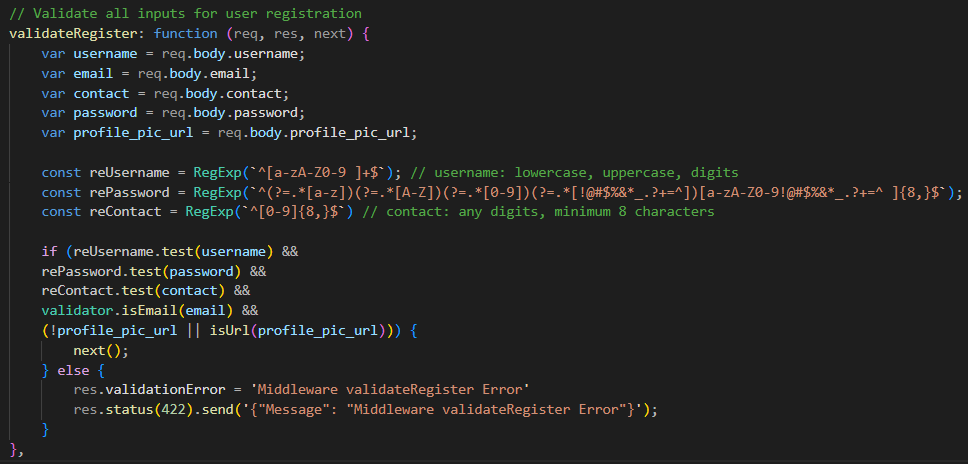 // Validate all inputs for user registration
validateRegister: function (req, res, next) {
    var username = req.body.username;
    var email = req.body.email;
    var contact = req.body.contact;
    var password = req.body.password;
    var profile_pic_url = req.body.profile_pic_url;

    const reUsername = RegExp(`^[a-zA-Z0-9 ]+$`); // username: lowercase, uppercase, digits
    const rePassword = RegExp(`^(?=.*[a-z])(?=.*[A-Z])(?=.*[0-9])(?=.*[!@#$%&*_.?+=^])[a-zA-Z0-9!@#$%&*_.?+=^ ]{8,}$`);
    const reContact = RegExp(`^[0-9]{8,}$`) // contact: any digits, minimum 8 characters

    if (reUsername.test(username) &&
    rePassword.test(password) &&
    reContact.test(contact) &&
    validator.isEmail(email) &&
    (!profile_pic_url || isUrl(profile_pic_url))) {
        next();
    } else {
        res.validationError = 'Middleware validateRegister Error'
        res.status(422).send('{"Message": "Middleware validateRegister Error"}');
    }
},